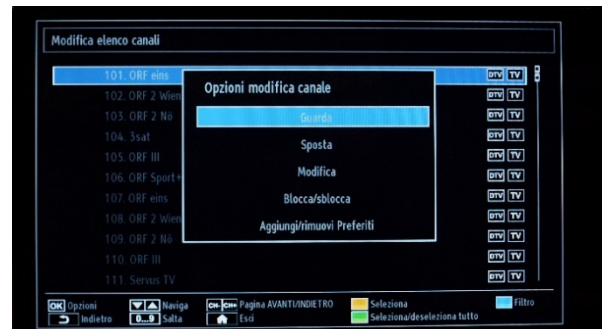 Modifica elenco canali
101. ORF eins DTV TV
102. ORF 2 Wien DTV TV
103. ORF 2 Nö DTV TV
104. 3sat DTV TV
105. ORF III DTV TV
106. ORF Sport+ DTV TV
107. ORF eins DTV TV
108. ORF 2 Wien DTV TV
109. ORF 2 Nö DTV TV
110. ORF III DTV TV
111. Servus TV DTV TV
Opzioni modifica canale
Guarda
Sposta
Modifica
Blocca/sblocca
Aggiungi/rimuovi Preferiti
OK Opzioni Naviga CH- CH+ Pagina AVANTI/INDIETRO Seleziona Filtro
Indietro 0...9 Salta Esci Seleziona/deseleziona tutto